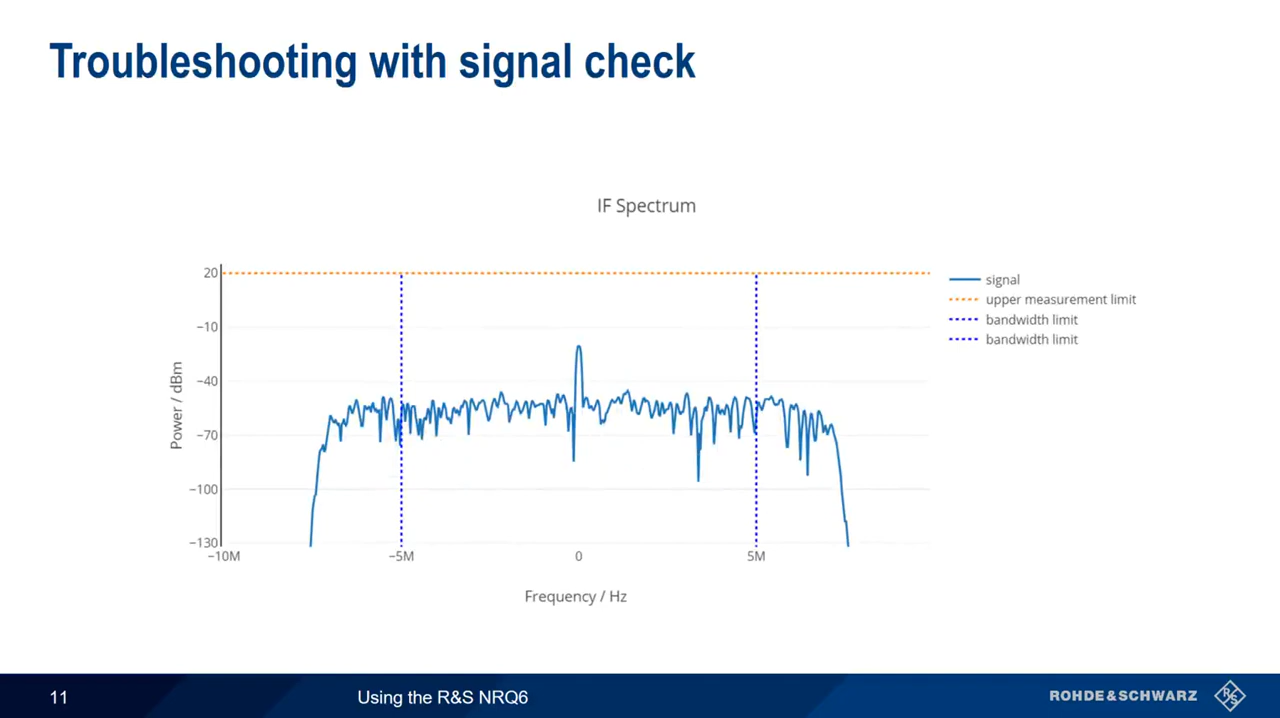 Troubleshooting with signal check
IF Spectrum
20
−10
−40
−70
−100
−130
Power / dBm
−10M
−5M
0
5M
Frequency / Hz
signal
upper measurement limit
bandwidth limit
bandwidth limit
11
Using the R&S NRQ6
ROHDE&SCHWARZ
R
S